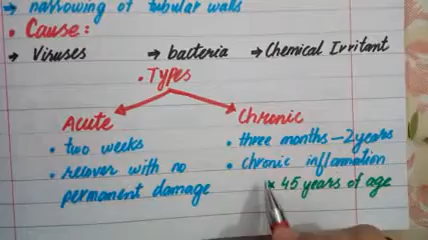 → narrowing of tubular walls
• Cause:
→ Viruses → bacteria → Chemical Irritant
• Types
Acute Chronic
• two weeks • three months - 2 years
• recover with no • chronic inflammation
permanent damage * 45 years of age